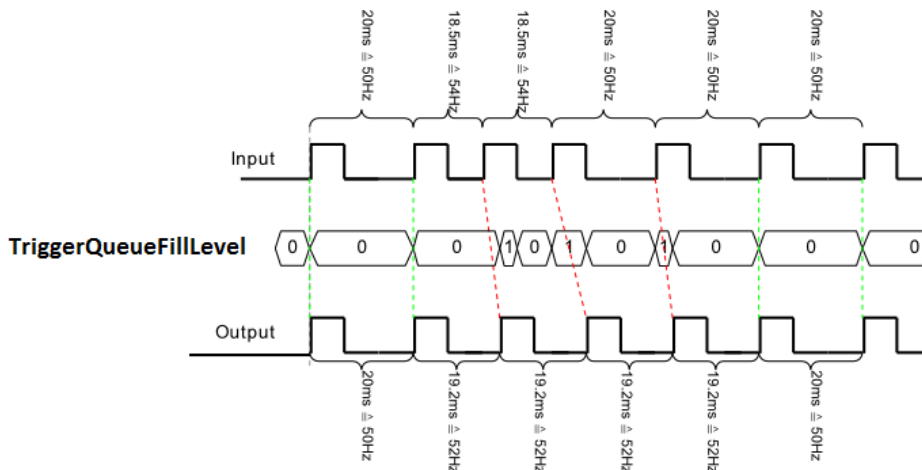 20ms ≙ 50Hz
18.5ms ≙ 54Hz
18.5ms ≙ 54Hz
20ms ≙ 50Hz
20ms ≙ 50Hz
20ms ≙ 50Hz
Input
TriggerQueueFillLevel
0 0 0 1 0 1 0 1 0 0 0
Output
20ms ≙ 50Hz
19.2ms ≙ 52Hz
19.2ms ≙ 52Hz
19.2ms ≙ 52Hz
19.2ms ≙ 52Hz
20ms ≙ 50Hz